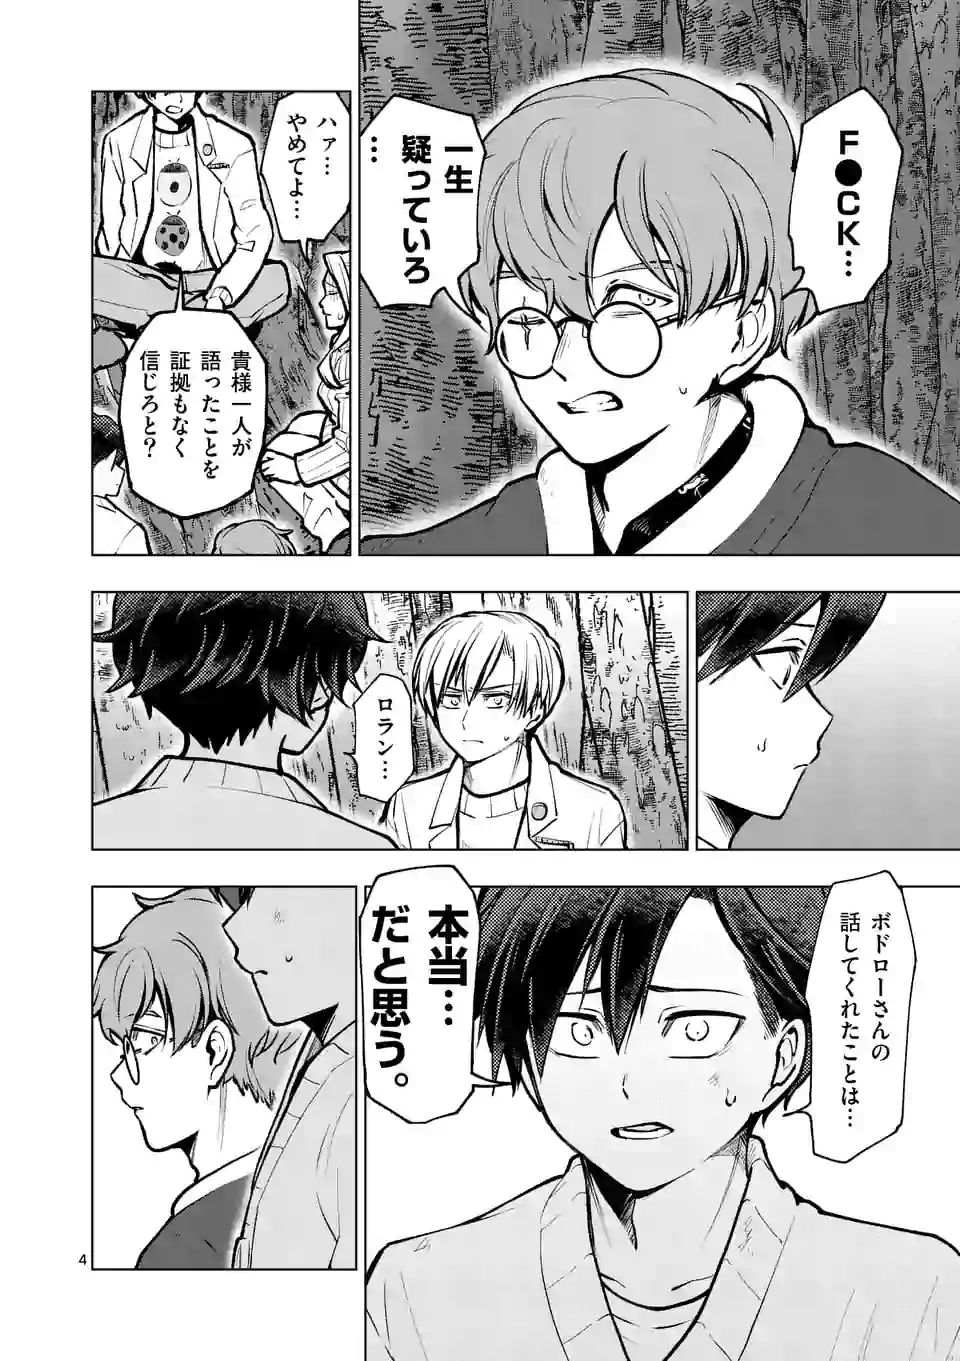 F●CK…
一生
疑っていろ
…
ハァ…
やめてよ…
貴様一人が
語ったことを
証拠もなく
信じろと？
ロラン…
ボドローさんの
話してくれたことは…
本当…
だと思う。
4